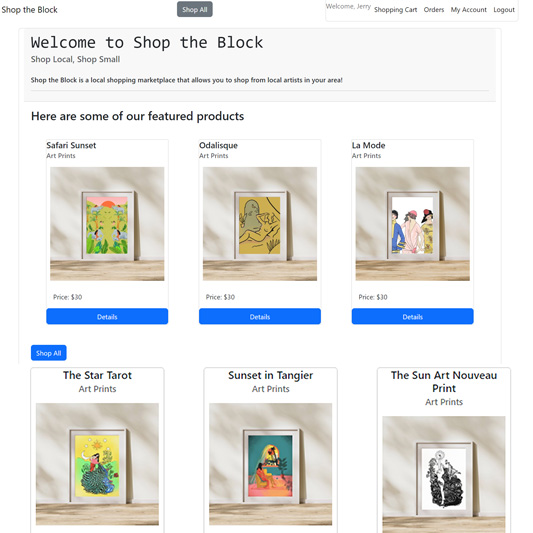 Shop the Block
Shop All
Welcome, Jerry
Shopping Cart
Orders
My Account
Logout
Welcome to Shop the Block
Shop Local, Shop Small
Shop the Block is a local shopping marketplace that allows you to shop from local artists in your area!
Here are some of our featured products
Safari Sunset
Art Prints
Price: $30
Details
Odalisque
Art Prints
Price: $30
Details
La Mode
Art Prints
Price: $30
Details
Shop All
The Star Tarot
Art Prints
Sunset in Tangier
Art Prints
The Sun Art Nouveau
Print
Art Prints